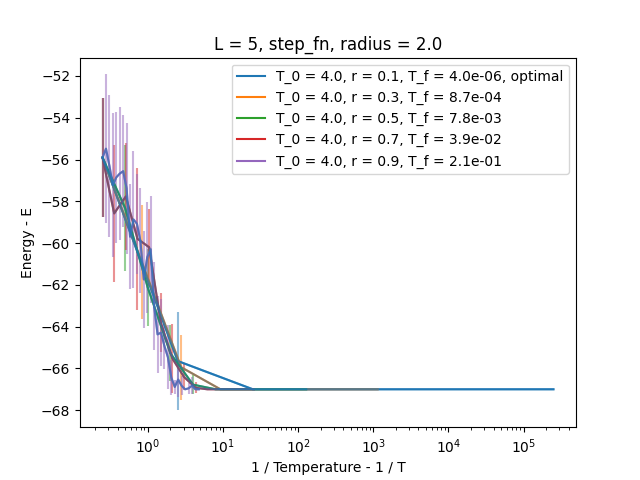 L = 5, step_fn, radius = 2.0
T_0 = 4.0, r = 0.1, T_f = 4.0e-06, optimal
T_0 = 4.0, r = 0.3, T_f = 8.7e-04
T_0 = 4.0, r = 0.5, T_f = 7.8e-03
T_0 = 4.0, r = 0.7, T_f = 3.9e-02
T_0 = 4.0, r = 0.9, T_f = 2.1e-01
Energy - E
−52
−54
−56
−58
−60
−62
−64
−66
−68
10⁰ 10¹ 10² 10³ 10⁴ 10⁵
1 / Temperature - 1 / T